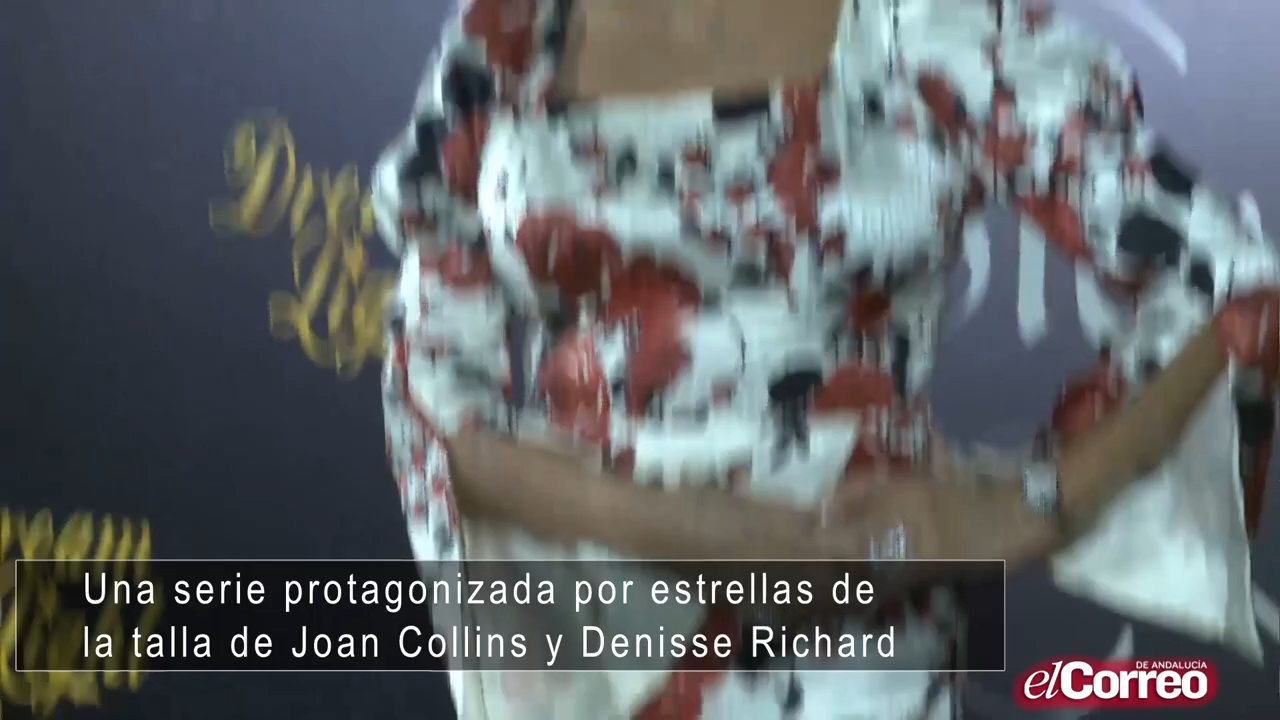 Una serie protagonizada por estrellas de
la talla de Joan Collins y Denisse Richard
elCorreo
DE ANDALUCÍA